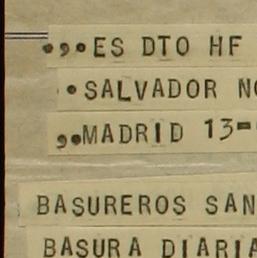 •,•ES DTO HF
•SALVADOR
,•MADRID 13-
BASUREROS SAN
BASURA DIARIA